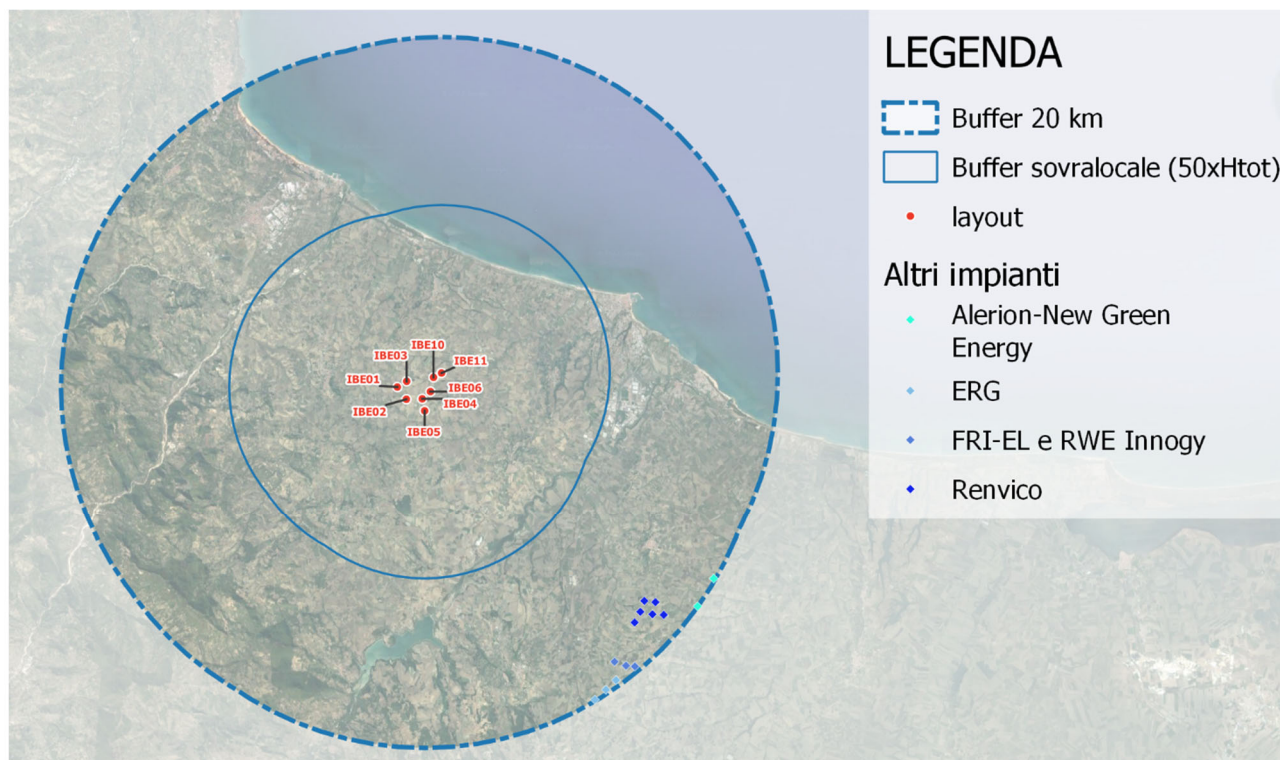 LEGENDA
Buffer 20 km
Buffer sovralocale (50xHtot)
layout
Altri impianti
Alerion-New Green
Energy
ERG
FRI-EL e RWE Innogy
Renvico
IBE10
IBE03
IBE11
IBE01
IBE06
IBE02
IBE04
IBE05